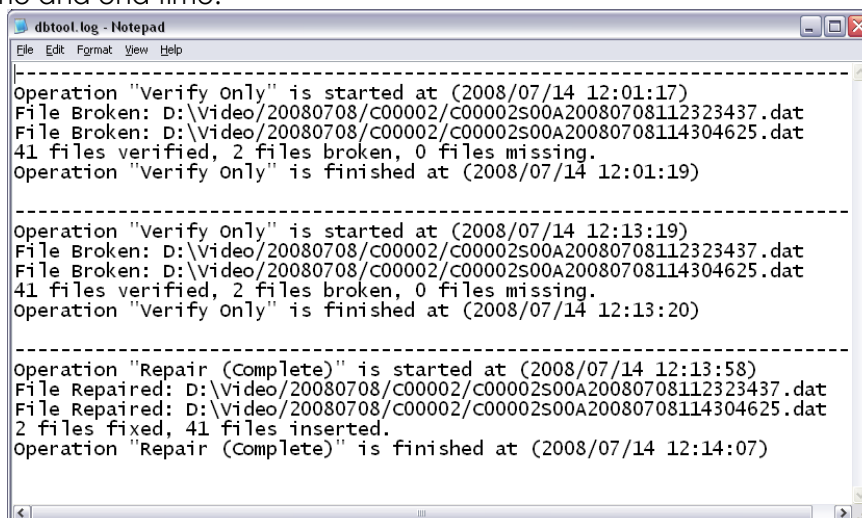 and end time.
dbtool.log - Notepad
File Edit Format View Help
--------------------------------------------------------------------------
Operation "Verify Only" is started at (2008/07/14 12:01:17)
File Broken: D:\Video/20080708/C00002/C00002S00A20080708112323437.dat
File Broken: D:\Video/20080708/C00002/C00002S00A20080708114304625.dat
41 files verified, 2 files broken, 0 files missing.
Operation "Verify Only" is finished at (2008/07/14 12:01:19)
--------------------------------------------------------------------------
Operation "Verify Only" is started at (2008/07/14 12:13:19)
File Broken: D:\Video/20080708/C00002/C00002S00A20080708112323437.dat
File Broken: D:\Video/20080708/C00002/C00002S00A20080708114304625.dat
41 files verified, 2 files broken, 0 files missing.
Operation "Verify Only" is finished at (2008/07/14 12:13:20)
--------------------------------------------------------------------------
Operation "Repair (Complete)" is started at (2008/07/14 12:13:58)
File Repaired: D:\Video/20080708/C00002/C00002S00A20080708112323437.dat
File Repaired: D:\Video/20080708/C00002/C00002S00A20080708114304625.dat
2 files fixed, 41 files inserted.
Operation "Repair (Complete)" is finished at (2008/07/14 12:14:07)